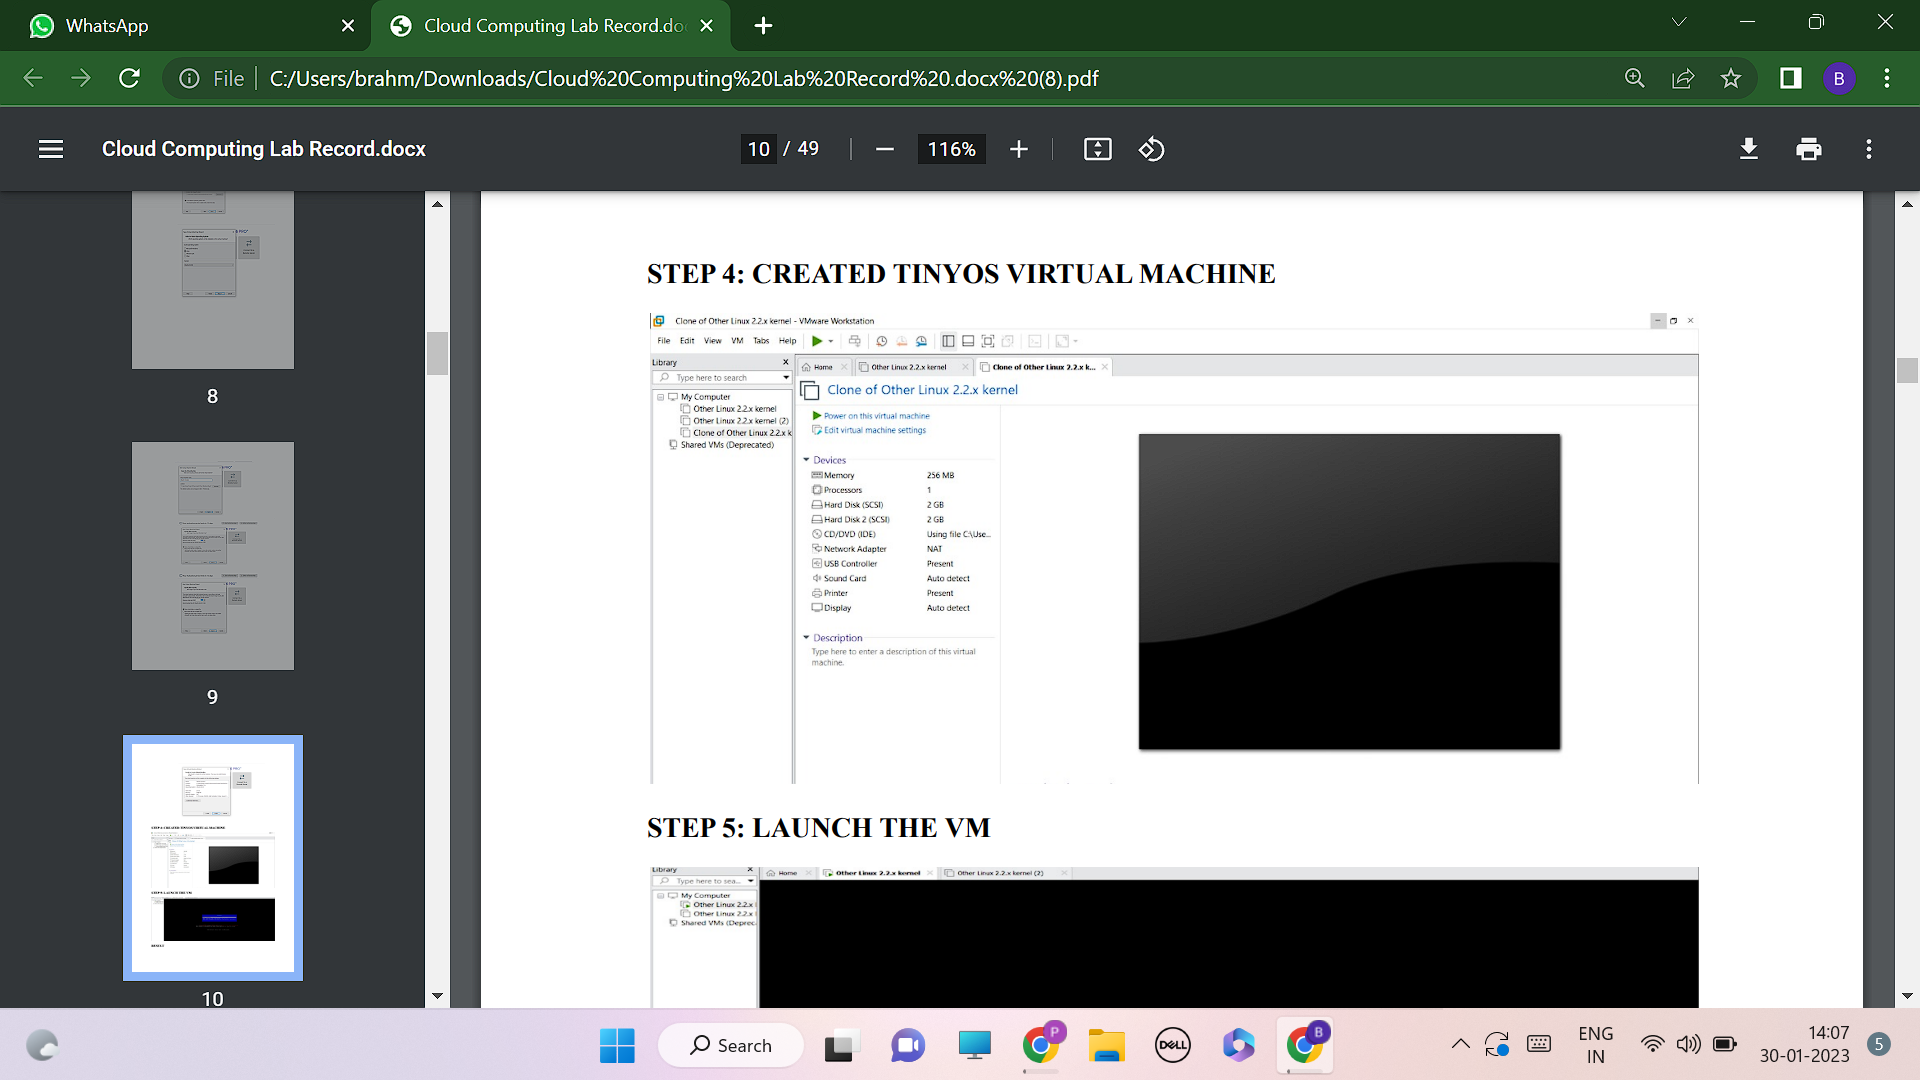 WhatsApp
Cloud Computing Lab Record.do
File
C:/Users/brahm/Downloads/Cloud%20Computing%20Lab%20Record%20.docx%20(8).pdf
B
Cloud Computing Lab Record.docx
10 / 49
116%
8
9
10
STEP 4: CREATED TINYOS VIRTUAL MACHINE
Clone of Other Linux 2.2.x kernel - VMware Workstation
File Edit View VM Tabs Help
Library
Type here to search
My Computer
Other Linux 2.2.x kernel
Other Linux 2.2.x kernel (2)
Clone of Other Linux 2.2.x k
Shared VMs (Deprecated)
Home
Other Linux 2.2.x kernel
Clone of Other Linux 2.2.x k...
Clone of Other Linux 2.2.x kernel
Power on this virtual machine
Edit virtual machine settings
Devices
Memory 256 MB
Processors 1
Hard Disk (SCSI) 2 GB
Hard Disk 2 (SCSI) 2 GB
CD/DVD (IDE) Using file C:\Use...
Network Adapter NAT
USB Controller Present
Sound Card Auto detect
Printer Present
Display Auto detect
Description
Type here to enter a description of this virtual
machine.
STEP 5: LAUNCH THE VM
Library
Type here to sea...
My Computer
Other Linux 2.2.x
Other Linux 2.2.x
Shared VMs (Deprec
Home
Other Linux 2.2.x kernel
Other Linux 2.2.x kernel (2)
Search
P
DELL
B
ENG
IN
14:07
30-01-2023
5